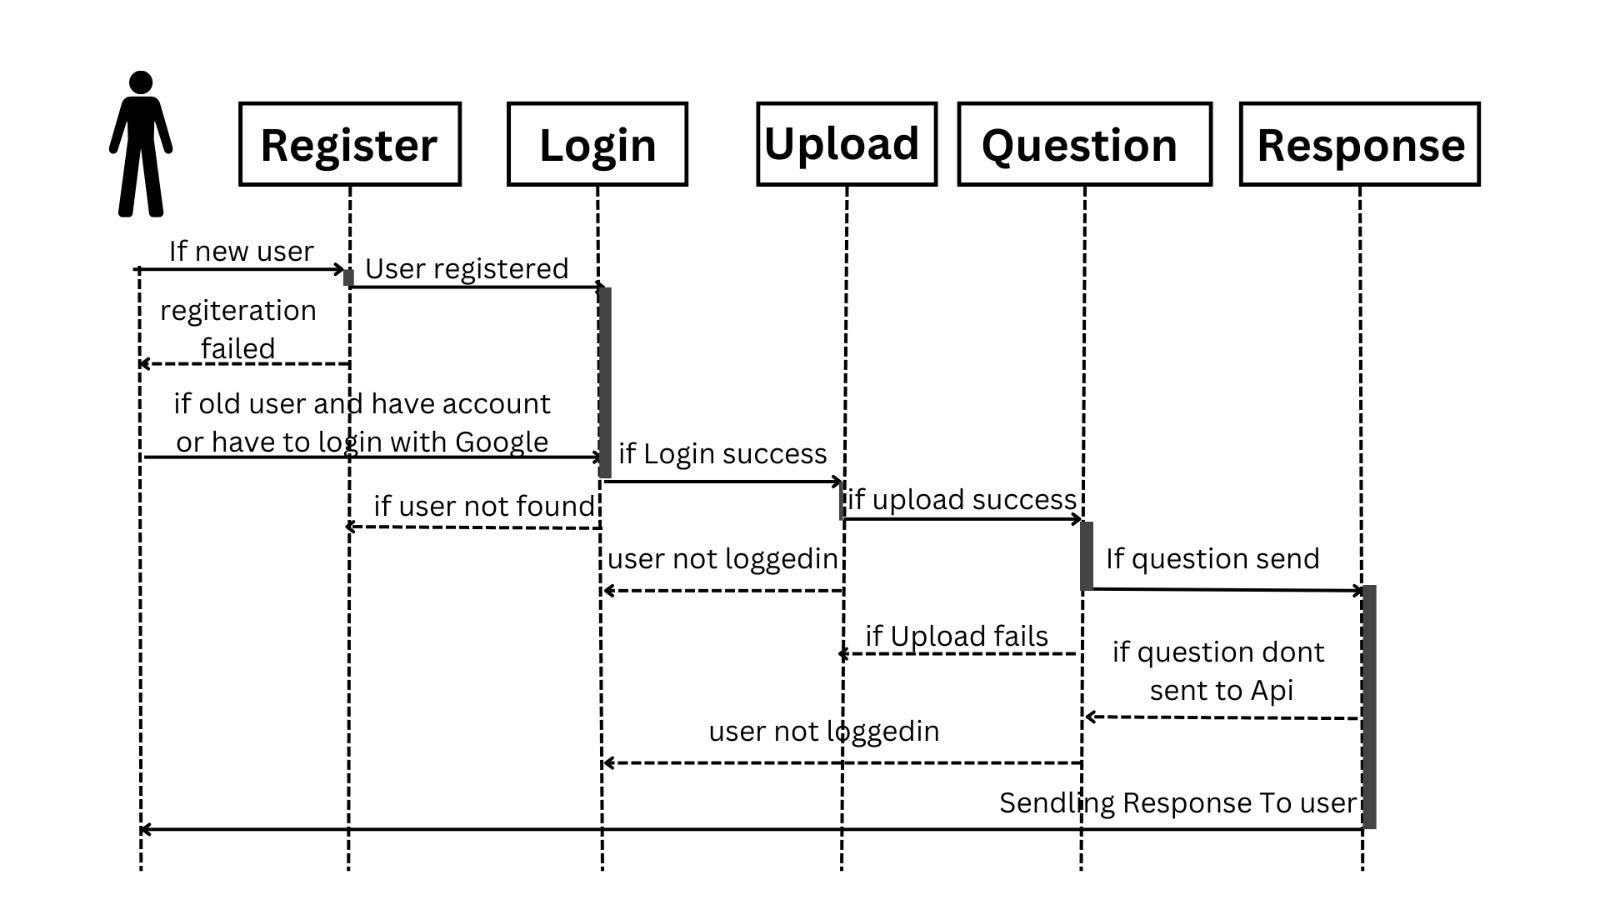 Register
Login
Upload
Question
Response
If new user
User registered
regiteration
failed
if old user and have account
or have to login with Google
if Login success
if upload success
if user not found
user not loggedin
If question send
if Upload fails
if question dont
sent to Api
user not loggedin
Sendling Response To user